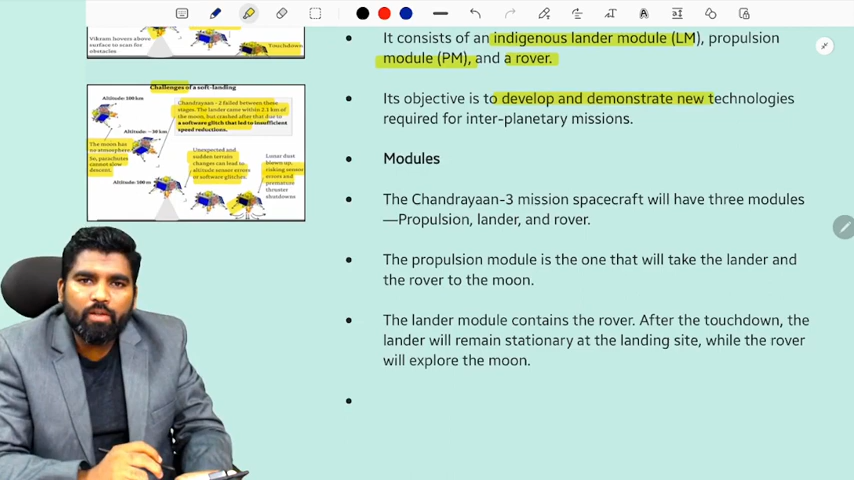 Vikram hovers above
surface to scan for
obstacles
Touchdown
Challenges of a soft-landing
Altitude: 100 km
Chandrayaan - 2 failed between these
stages. The lander came within 2.1 km of
the moon, but crashed after that due to
a software glitch that led to insufficient
speed reductions.
Altitude: ~30 km
The moon has
no atmosphere.
So, parachutes
cannot slow
descent.
Unexpected and
sudden terrain
changes can lead to
altitude sensor errors
or software glitches
Lunar dust
blown up,
risking sensor
errors and
premature
thruster
shutdowns
Altitude: 100 m
It consists of an indigenous lander module (LM), propulsion
module (PM), and a rover.
Its objective is to develop and demonstrate new technologies
required for inter-planetary missions.
Modules
The Chandrayaan-3 mission spacecraft will have three modules
—Propulsion, lander, and rover.
The propulsion module is the one that will take the lander and
the rover to the moon.
The lander module contains the rover. After the touchdown, the
lander will remain stationary at the landing site, while the rover
will explore the moon.